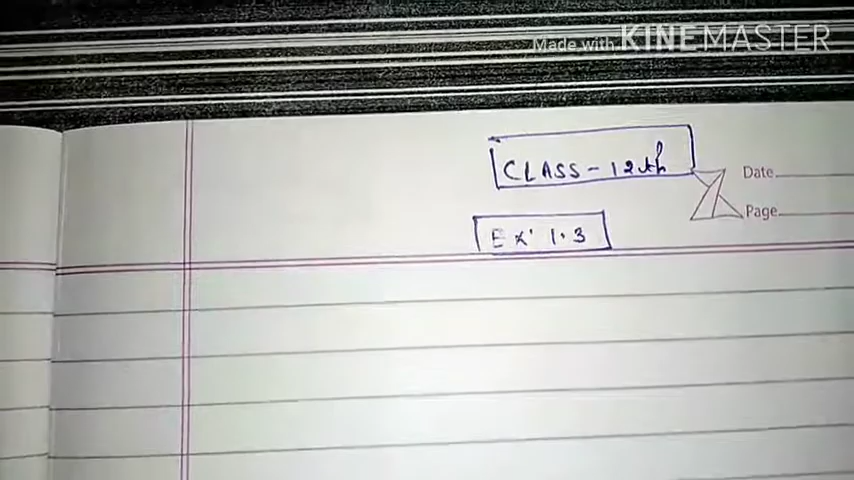 Made with KINEMASTER
CLASS - 12th
Date
Ex' 1.3
Page